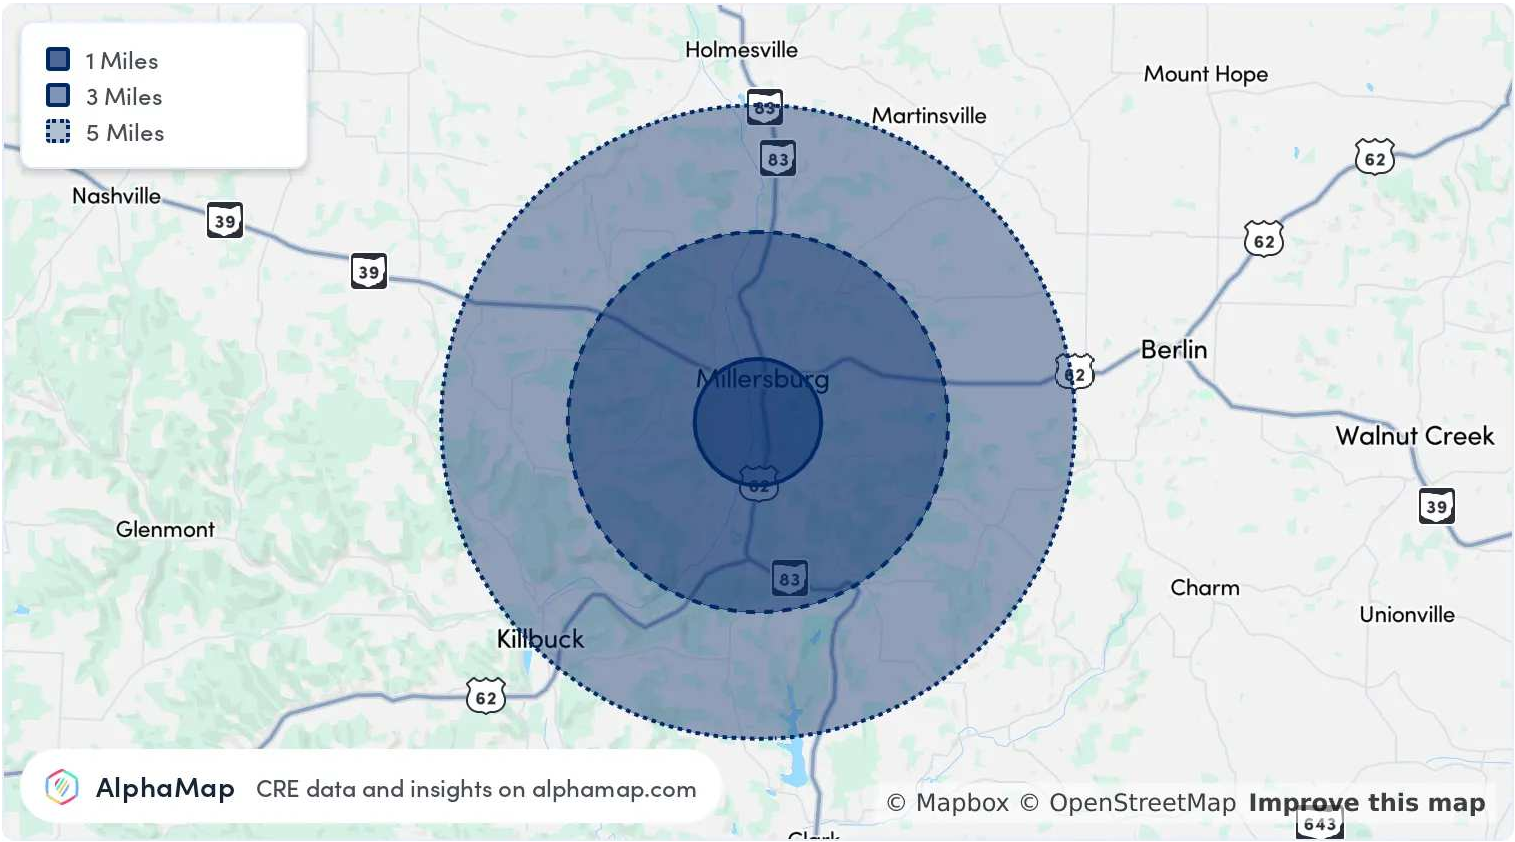 1 Miles
3 Miles
5 Miles
Holmesville
Mount Hope
83
Martinsville
83
62
Nashville
39
62
39
Berlin
62
Millersburg
Walnut Creek
62
39
Glenmont
83
Charm
Unionville
Killbuck
62
AlphaMap CRE data and insights on alphamap.com
© Mapbox © OpenStreetMap Improve this map
643
Clark